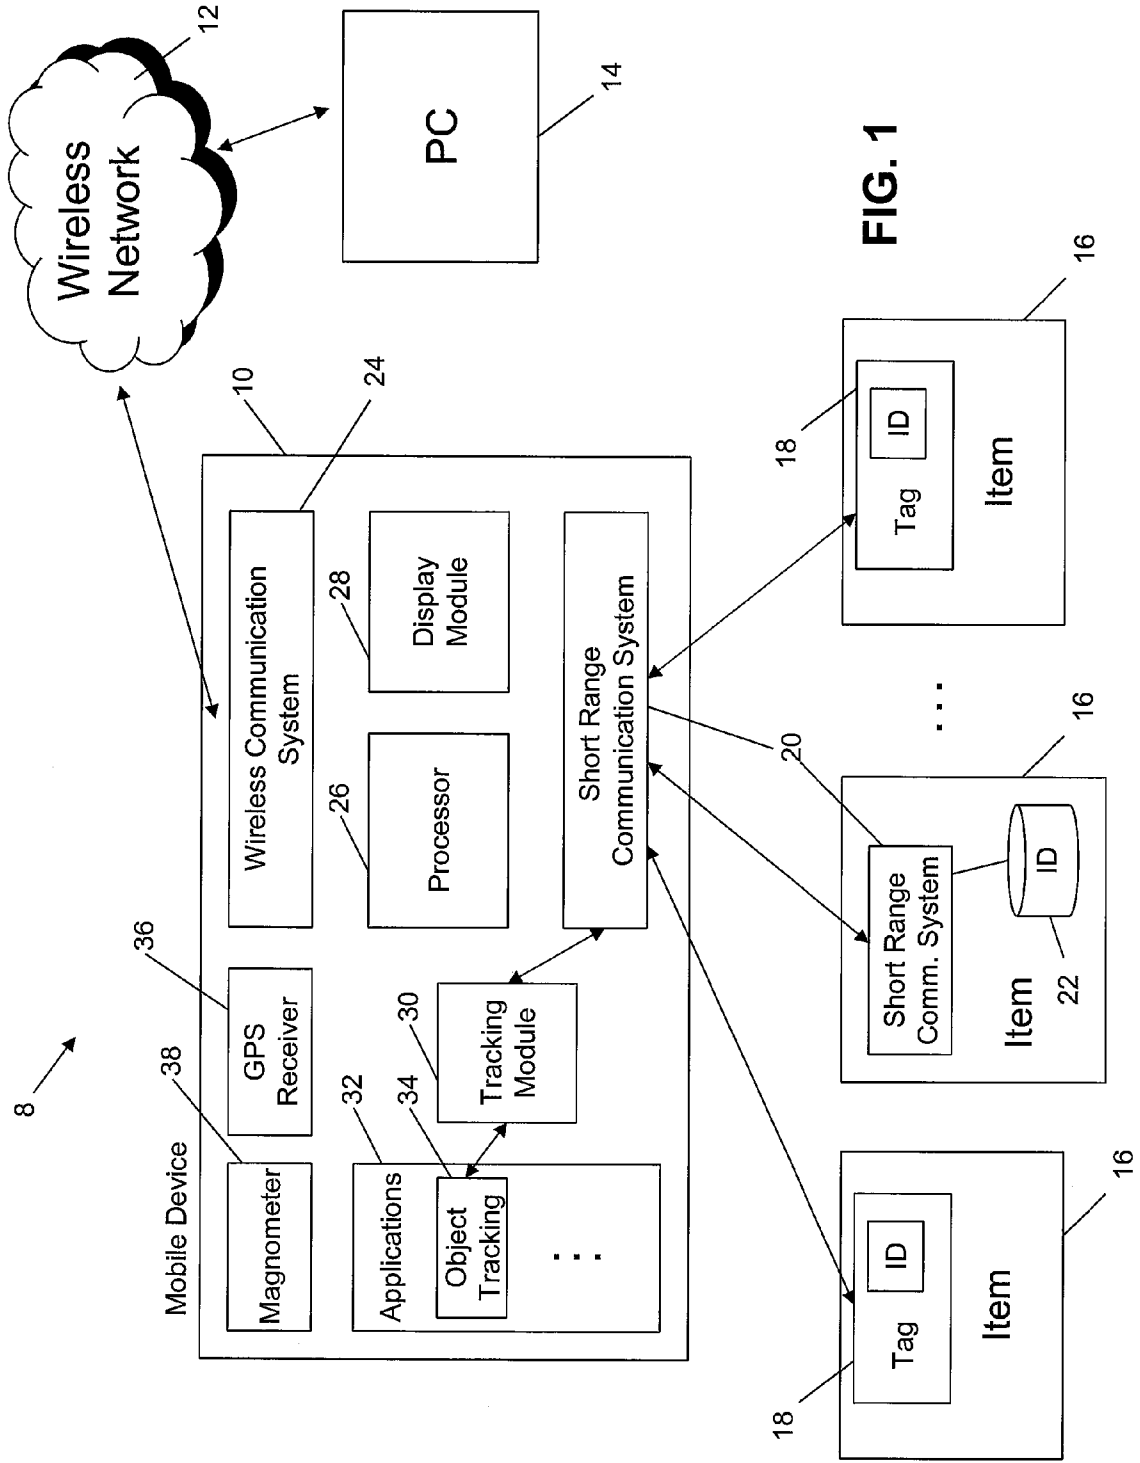 8
Mobile Device
10
Wireless
Network
12
PC
14
Magnometer
38
GPS
Receiver
36
Wireless Communication
System
24
Applications
32
Object
Tracking
34
...
Tracking
Module
30
Processor
26
Display
Module
28
Short Range
Communication System
20
Tag
ID
18
Item
16
Short Range
Comm. System
ID
22
Item
16
...
Tag
ID
18
Item
16
FIG. 1